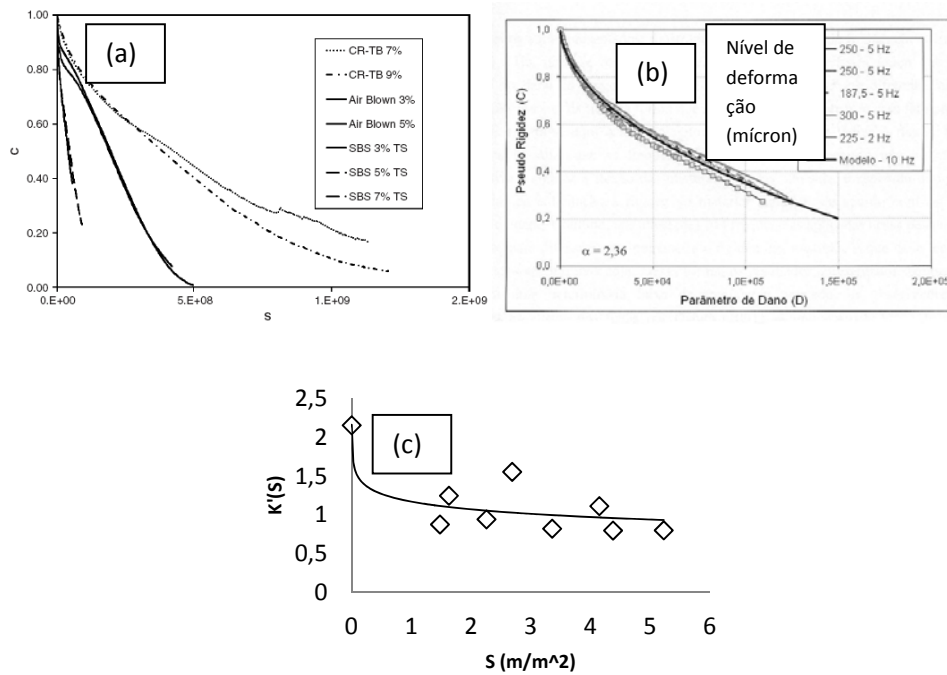 1.00
0.80
0.60
0.40
0.20
0.00
C
0.E+00
5.E+08
1.E+09
2.E+09
S
(a)
CR-TB 7%
CR-TB 9%
Air Blown 3%
Air Blown 5%
SBS 3% TS
SBS 5% TS
SBS 7% TS
1,0
0,8
0,6
0,4
0,2
0,0
Pseudo Rigidez (C)
0,0E+00
5,0E+04
1,0E+05
1,5E+05
2,0E+05
Parâmetro de Dano (D)
α = 2,36
(b)
Nível de
deforma
ção
(mícron)
250 - 5 Hz
250 - 5 Hz
187,5 - 5 Hz
300 - 5 Hz
225 - 2 Hz
Modelo - 10 Hz
2,5
2
1,5
1
0,5
0
K'(S)
(c)
0 1 2 3 4 5 6
S (m/m^2)